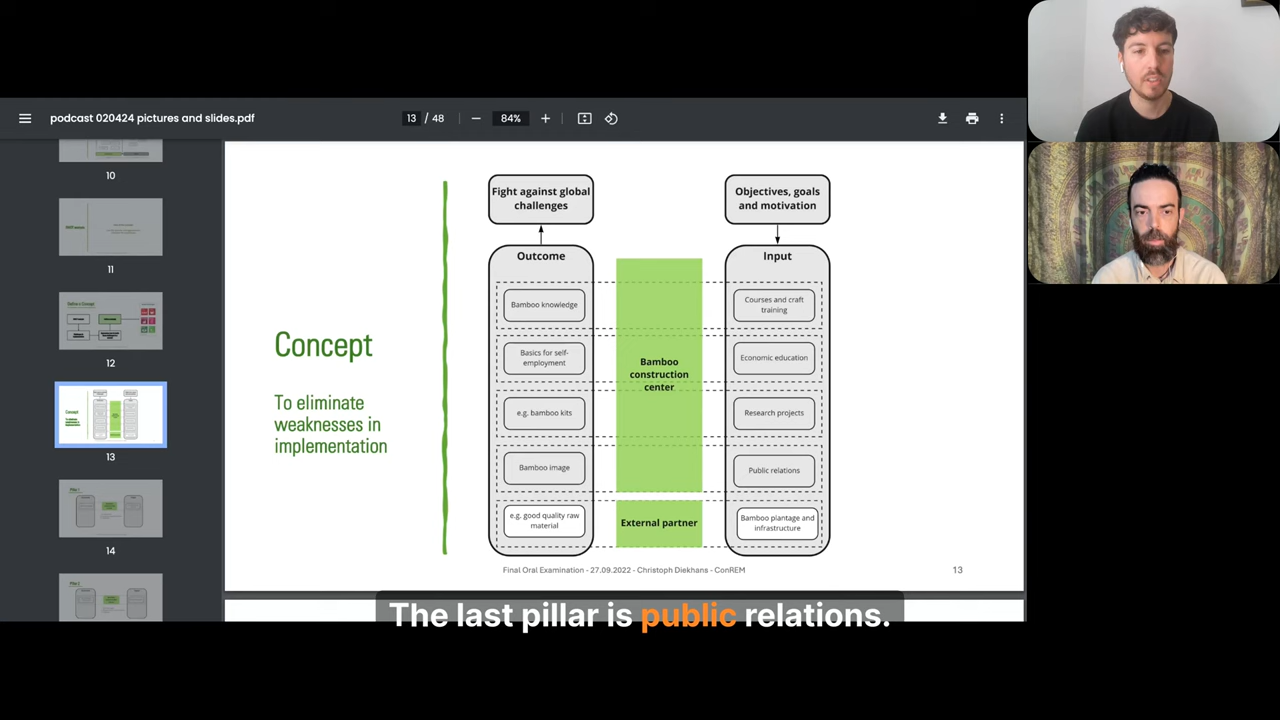 podcast 020424 pictures and slides.pdf
13 / 48
84%
10
11
12
13
14
Concept
To eliminate
weaknesses in
implementation
Fight against global
challenges
Objectives, goals
and motivation
Outcome
Input
Bamboo knowledge
Courses and craft
training
Basics for self-
employment
Economic education
Bamboo
construction
center
e.g. bamboo kits
Research projects
Bamboo image
Public relations
e.g. good quality raw
material
External partner
Bamboo plantage and
infrastructure
Final Oral Examination - 27.09.2022 - Christoph Diekhans - ConREM
13
The last pillar is public relations.